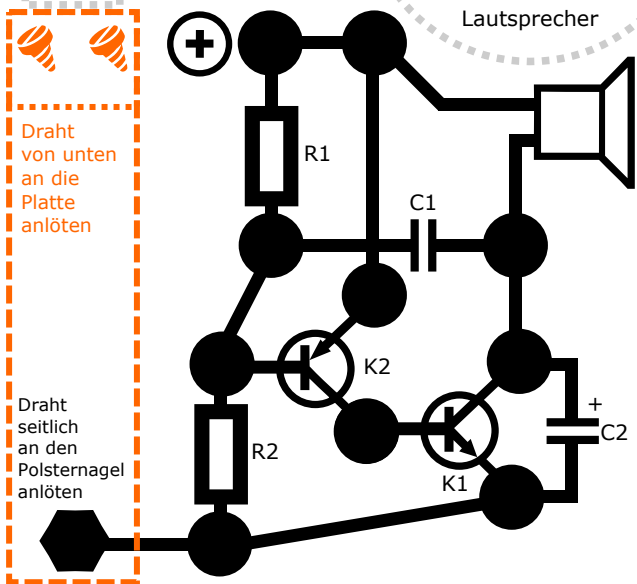 Lautsprecher
+
R1
C1
Draht
von unten
an die
Platte
anlöten
K2
Draht
seitlich
an den
Polsternagel
anlöten
R2
K1
+
C2